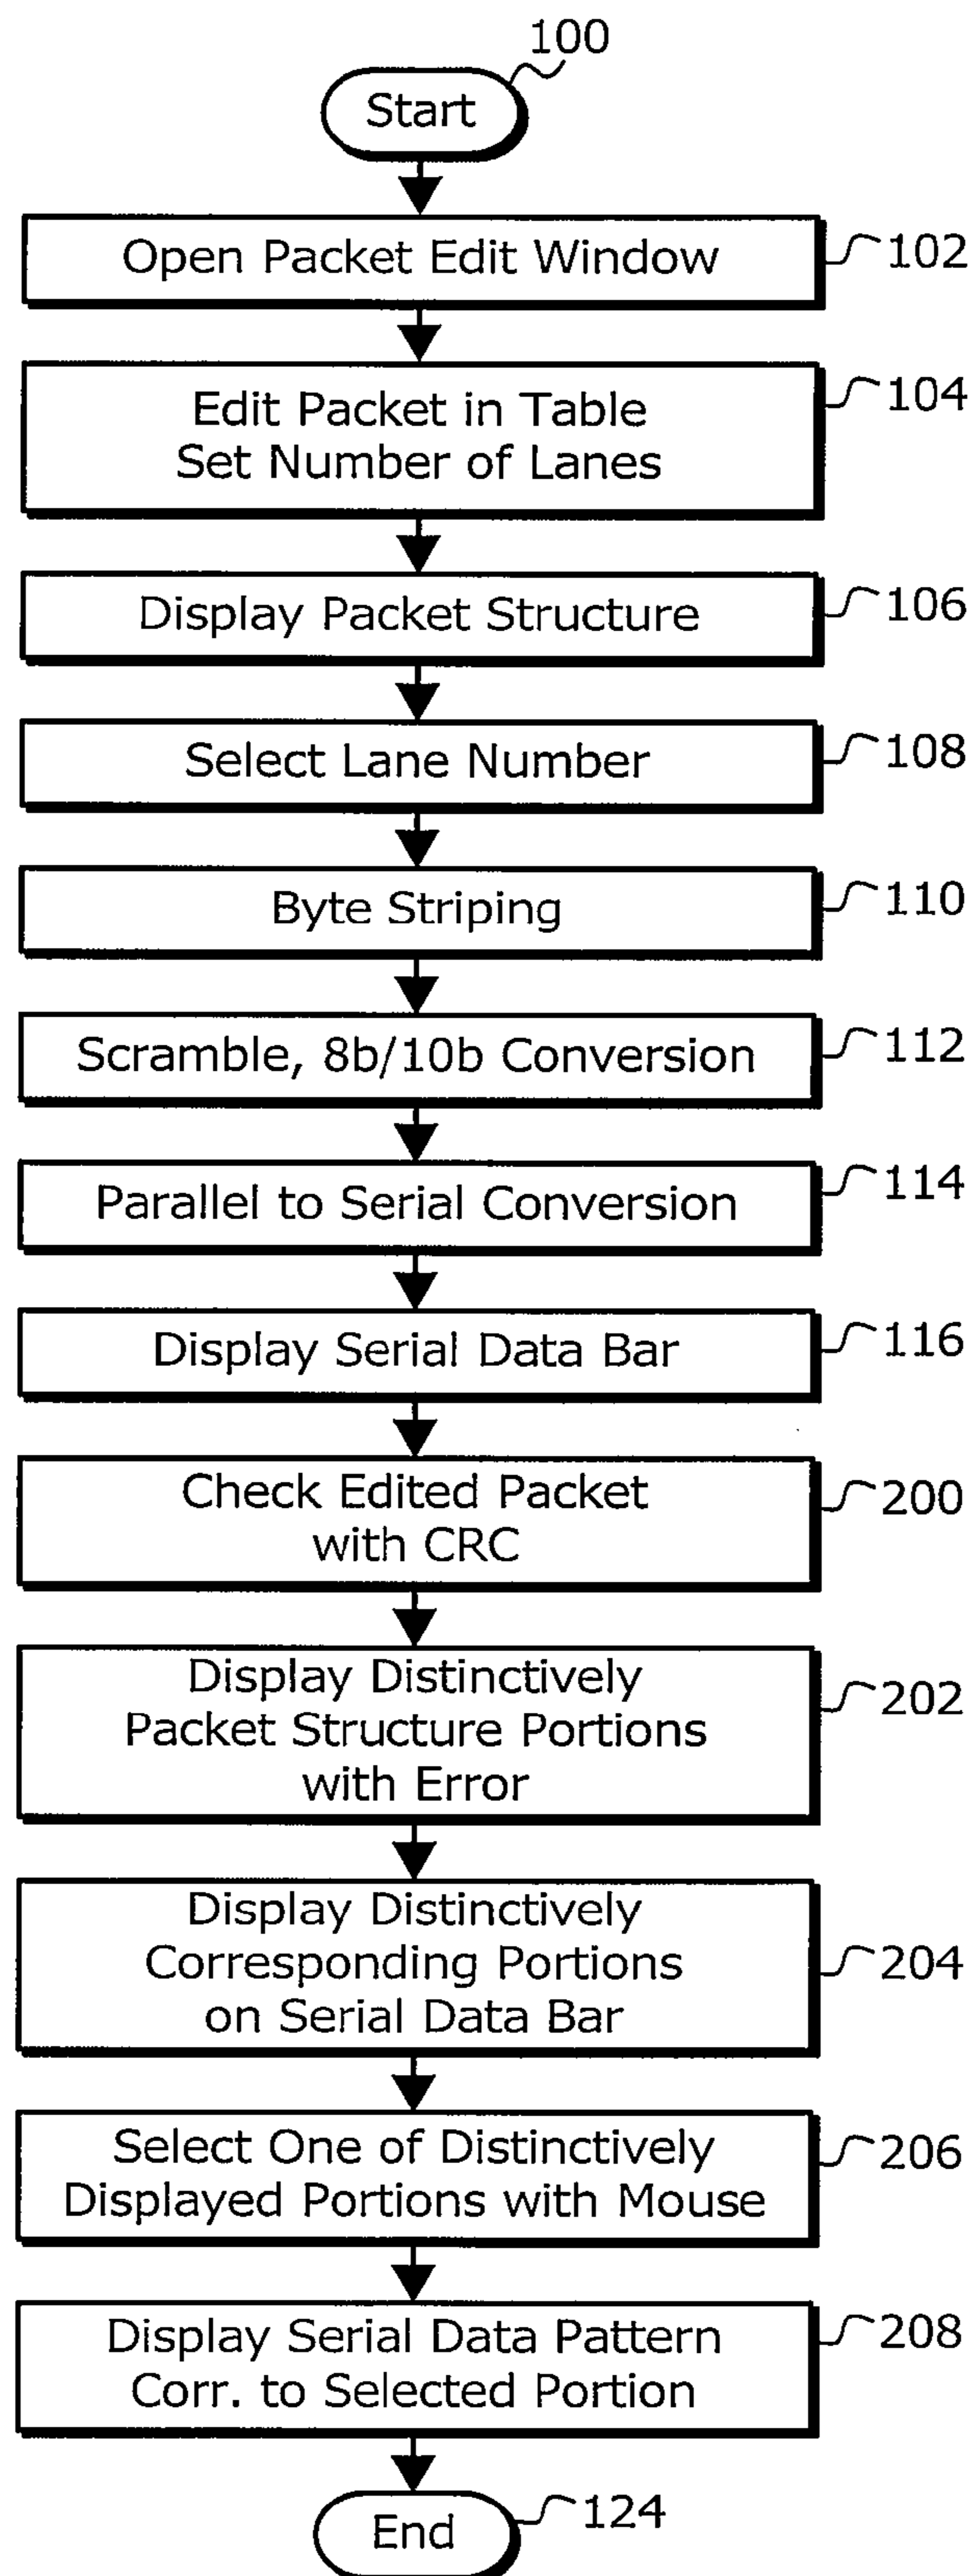 100
Start
Open Packet Edit Window
102
Edit Packet in Table
Set Number of Lanes
104
Display Packet Structure
106
Select Lane Number
108
Byte Striping
110
Scramble, 8b/10b Conversion
112
Parallel to Serial Conversion
114
Display Serial Data Bar
116
Check Edited Packet
with CRC
200
Display Distinctively
Packet Structure Portions
with Error
202
Display Distinctively
Corresponding Portions
on Serial Data Bar
204
Select One of Distinctively
Displayed Portions with Mouse
206
Display Serial Data Pattern
Corr. to Selected Portion
208
End
124